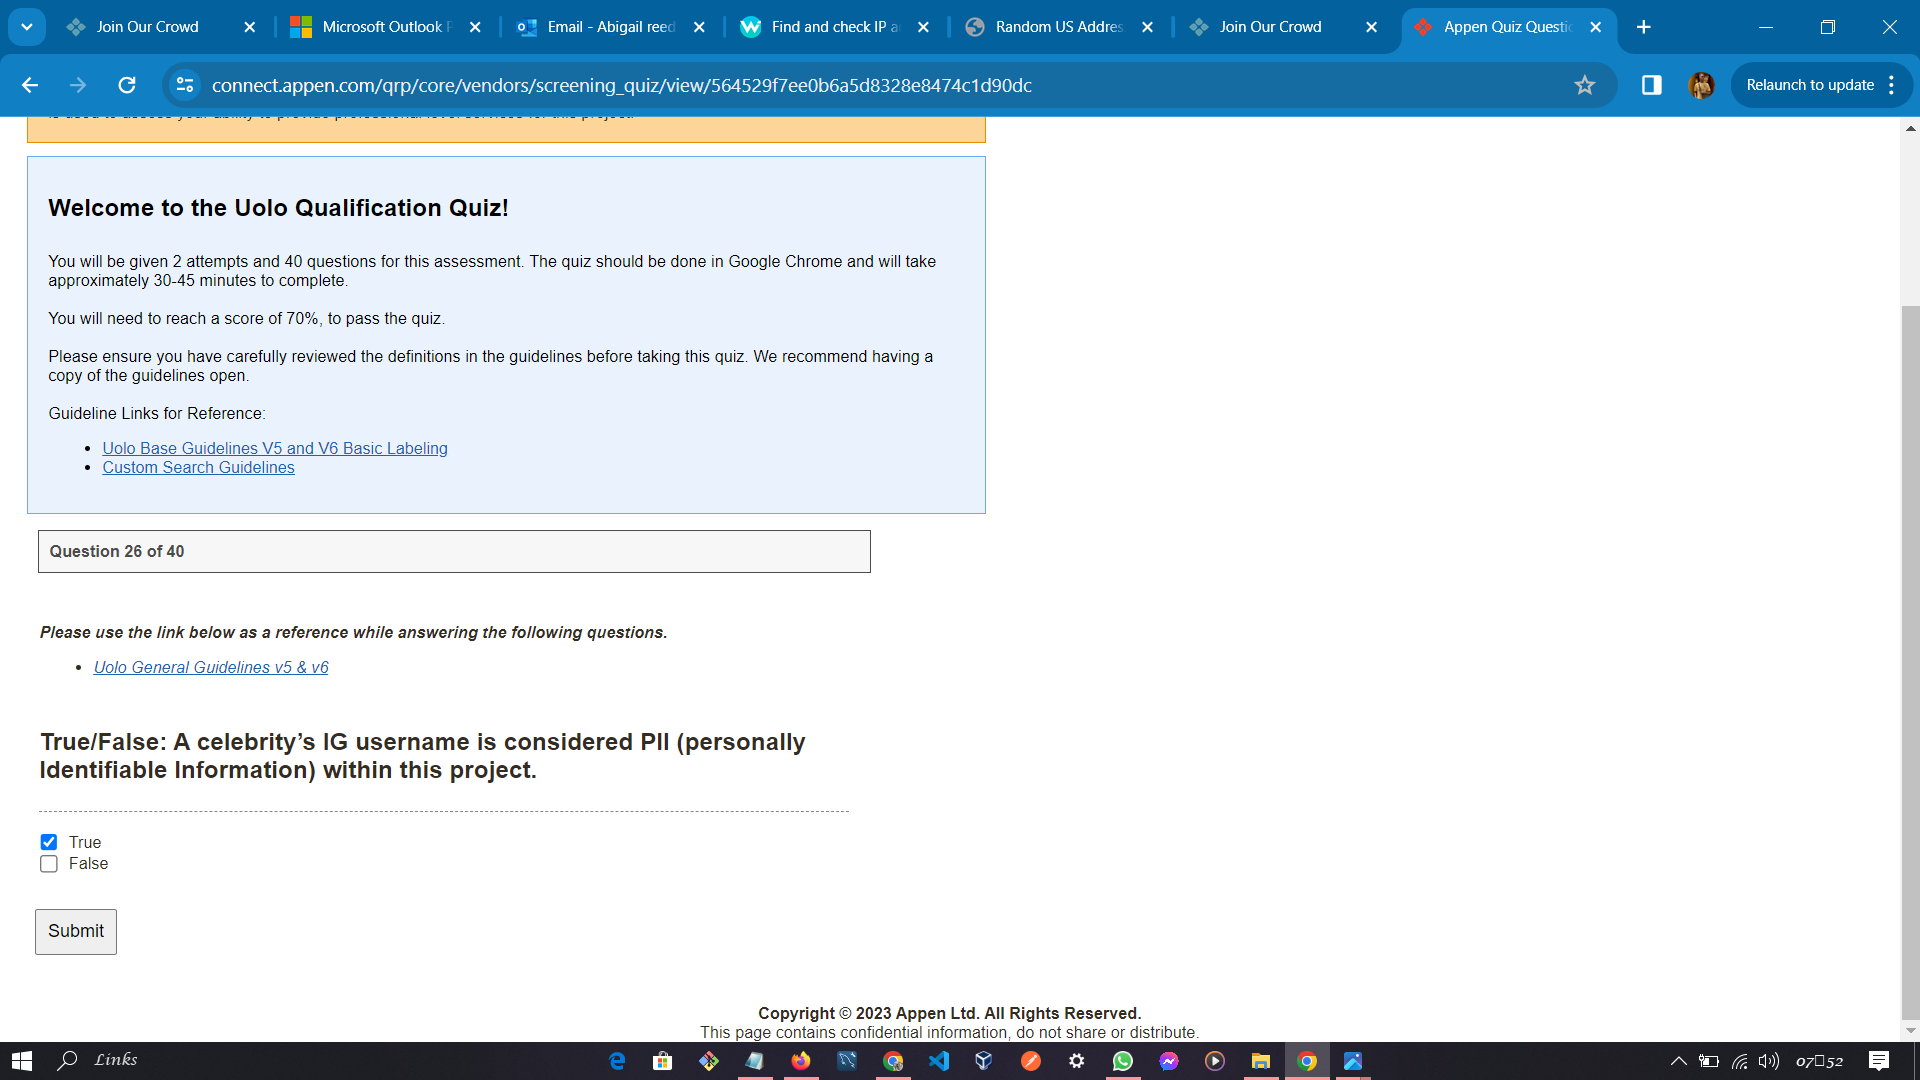 Join Our Crowd
Microsoft Outlook
Email - Abigail reed
Find and check IP
Random US Addres
Join Our Crowd
Appen Quiz Questi
connect.appen.com/qrp/core/vendors/screening_quiz/view/564529f7ee0b6a5d8328e8474c1d90dc
Relaunch to update
Welcome to the Uolo Qualification Quiz!
You will be given 2 attempts and 40 questions for this assessment. The quiz should be done in Google Chrome and will take
approximately 30-45 minutes to complete.
You will need to reach a score of 70%, to pass the quiz.
Please ensure you have carefully reviewed the definitions in the guidelines before taking this quiz. We recommend having a
copy of the guidelines open.
Guideline Links for Reference:
• Uolo Base Guidelines V5 and V6 Basic Labeling
• Custom Search Guidelines
Question 26 of 40
Please use the link below as a reference while answering the following questions.
• Uolo General Guidelines v5 & v6
True/False: A celebrity’s IG username is considered PII (personally
Identifiable Information) within this project.
True
False
Submit
Copyright © 2023 Appen Ltd. All Rights Reserved.
This page contains confidential information, do not share or distribute.
Links
07▯52